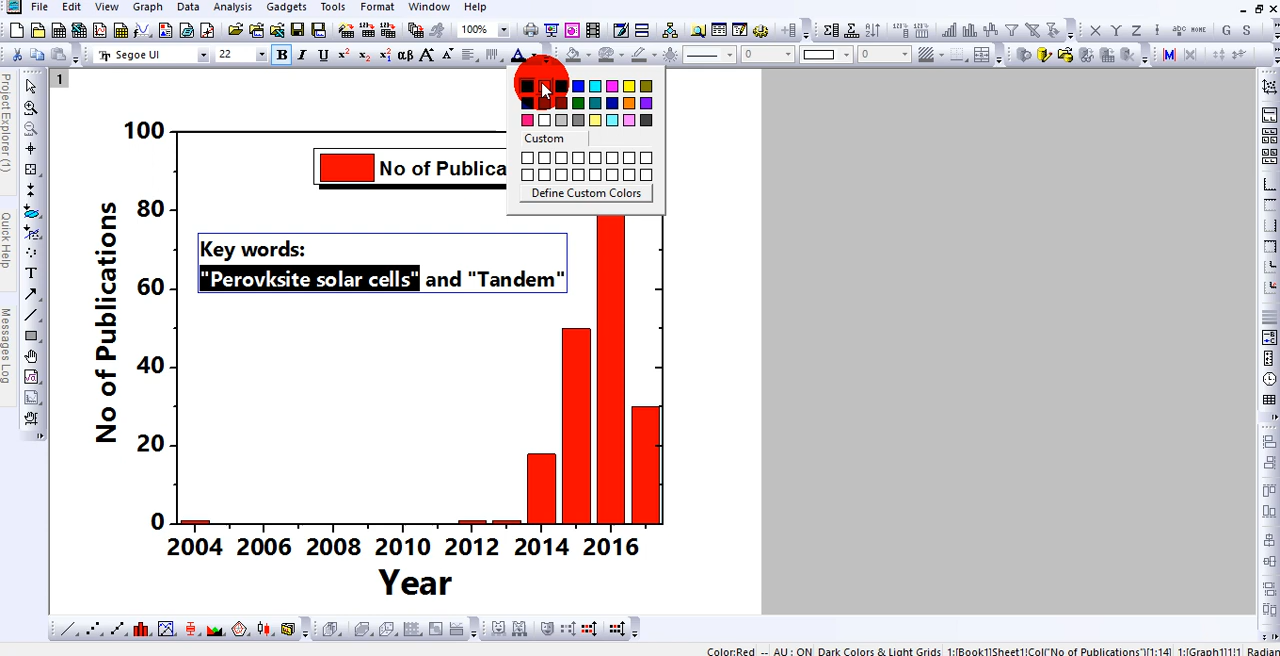 File Edit View Graph Data Analysis Gadgets Tools Format Window Help
100%
Segoe UI 22 B I U 0 0
Project Explorer (1)
Quick Help
Messages Log
1
No of Publica
Key words:
"Perovksite solar cells" and "Tandem"
Custom
Define Custom Colors
No of Publications
100
80
60
40
20
0
2004 2006 2008 2010 2012 2014 2016
Year
Color:Red -- AU : ON Dark Colors & Light Grids 1:[Book1]Sheet1!Col("No of Publications")[1:14] 1:[Graph1]1!1 Radian